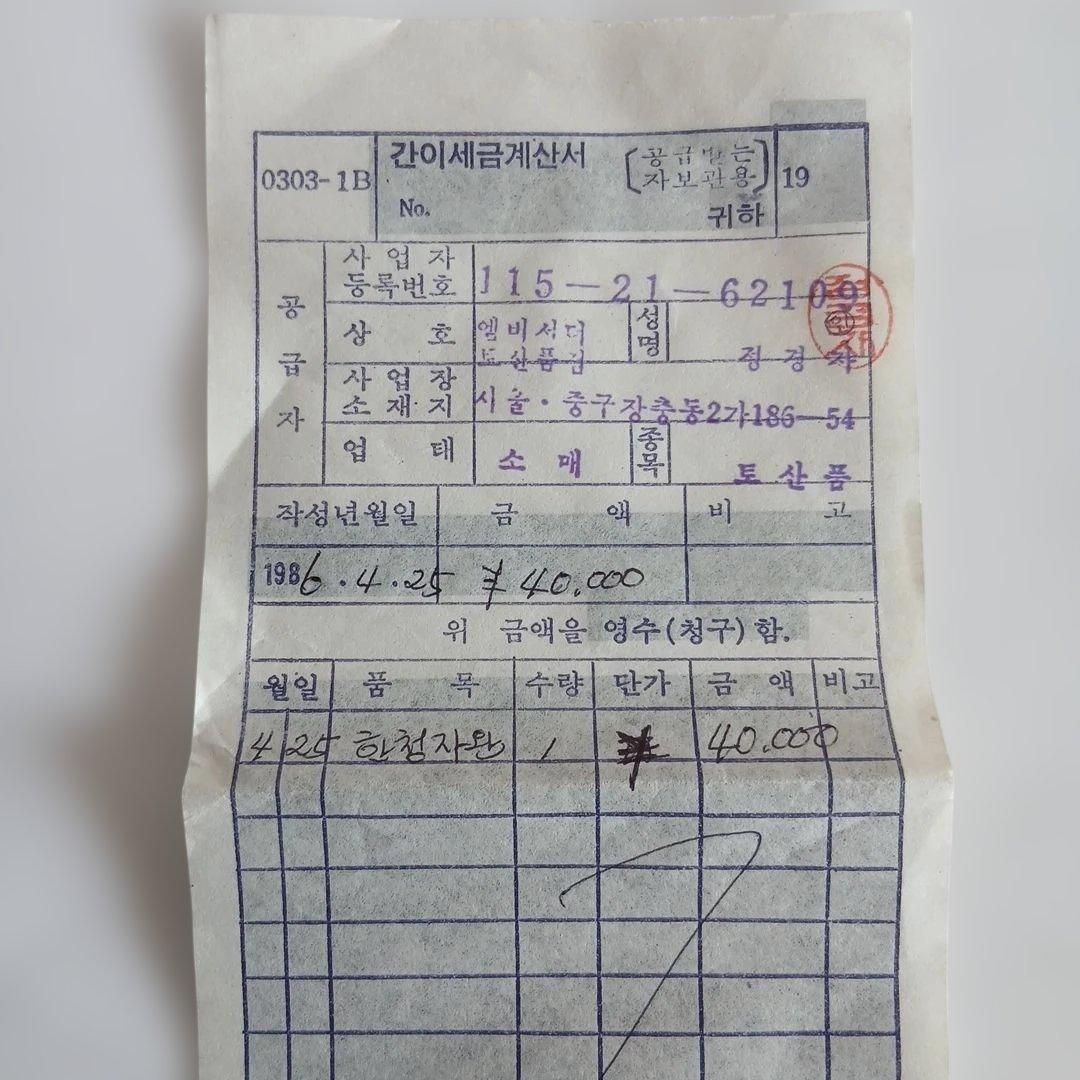 0303-1B
간이세금계산서 (공급받는 자보관용) 19
No. 귀하
공급자
사업자 등록번호 115-21-62109
상호 엠비서더 토산품점 성명 정경자
사업장 소재지 시울·중구장충동2가186-54
업태 소매 종목 토산품
작성년월일 금액 비고
1986.4.25 ₩40.000
위 금액을 영수(청구)함.
월일 품목 수량 단가 금액 비고
4 25 한청자완 1 40.000